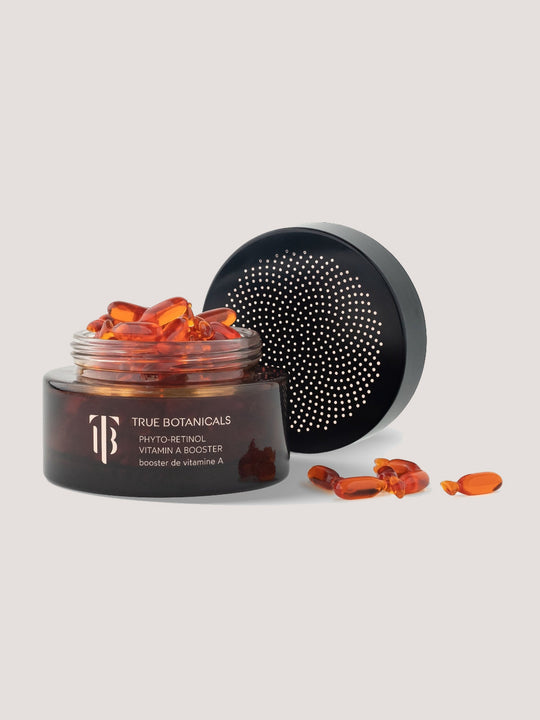 TB
TRUE BOTANICALS
PHYTO-RETINOL
VITAMIN A BOOSTER
booster de vitamine A